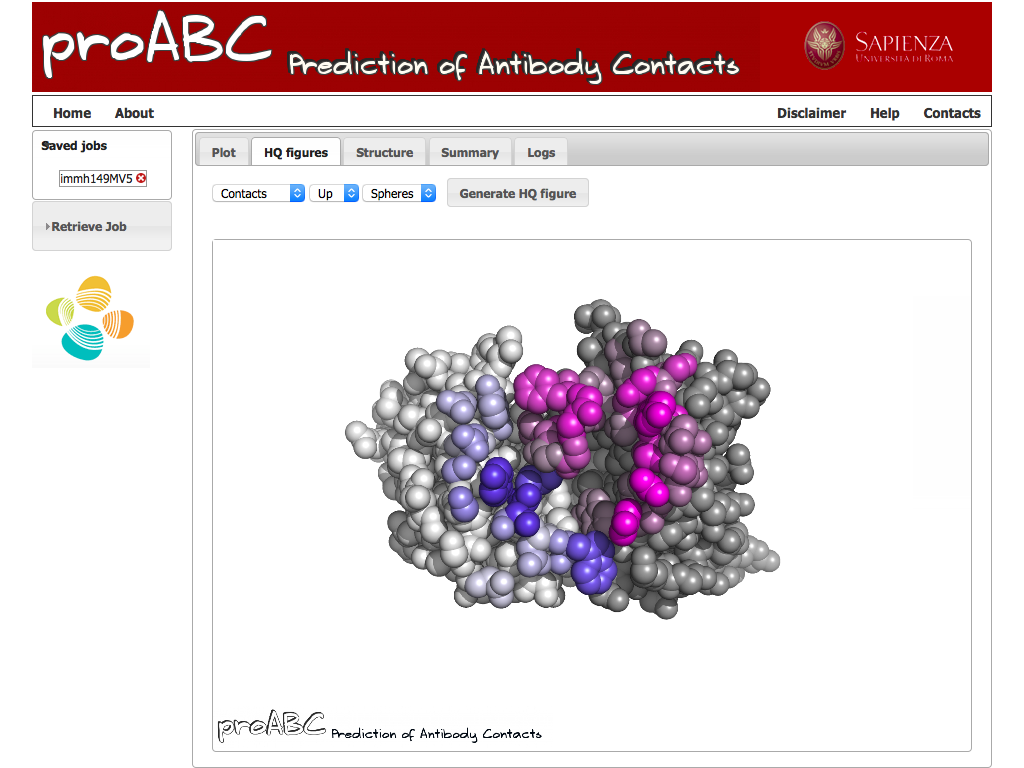 proABC Prediction of Antibody Contacts
SAPIENZA
UNIVERSITÀ DI ROMA
Home About Disclaimer Help Contacts
Saved jobs
immh149MV5
Retrieve Job
Plot HQ figures Structure Summary Logs
Contacts Up Spheres Generate HQ figure
proABC Prediction of Antibody Contacts